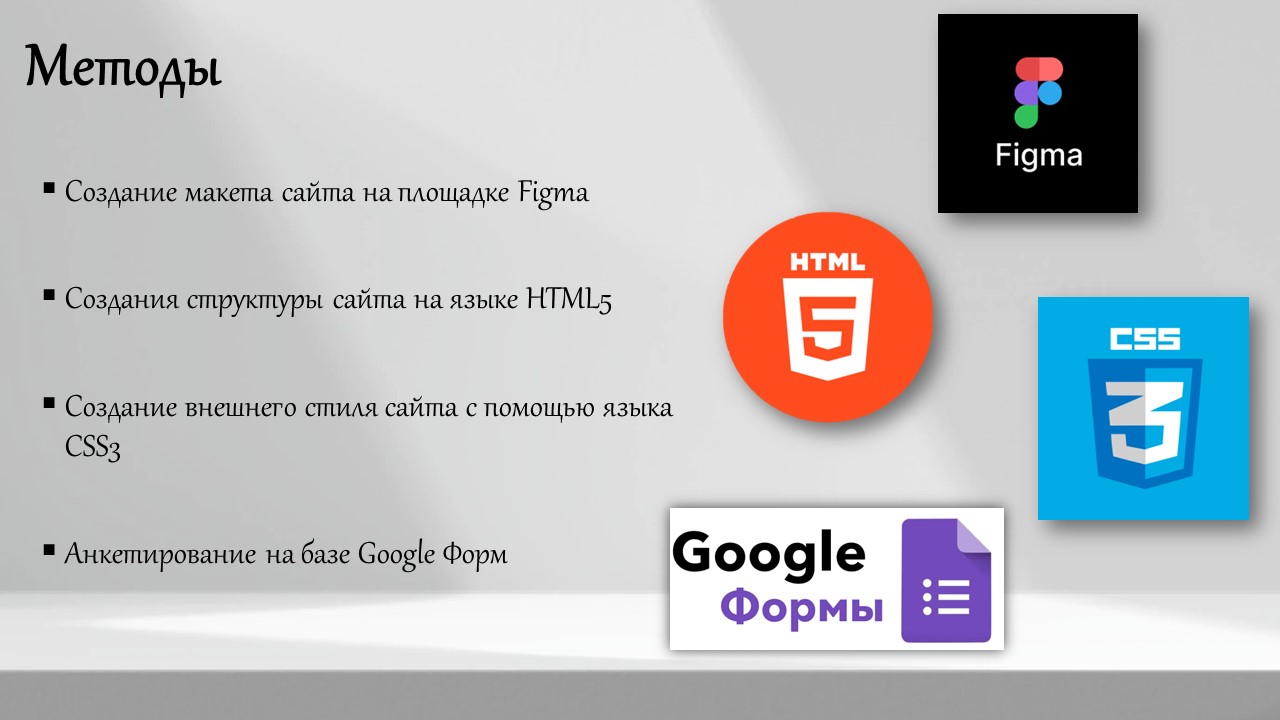 Методы
Figma
▪ Создание макета сайта на площадке Figma
HTML
5
▪ Создания структуры сайта на языке HTML5
CSS
3
▪ Создание внешнего стиля сайта с помощью языка
CSS3
Google
Формы
▪ Анкетирование на базе Google Форм